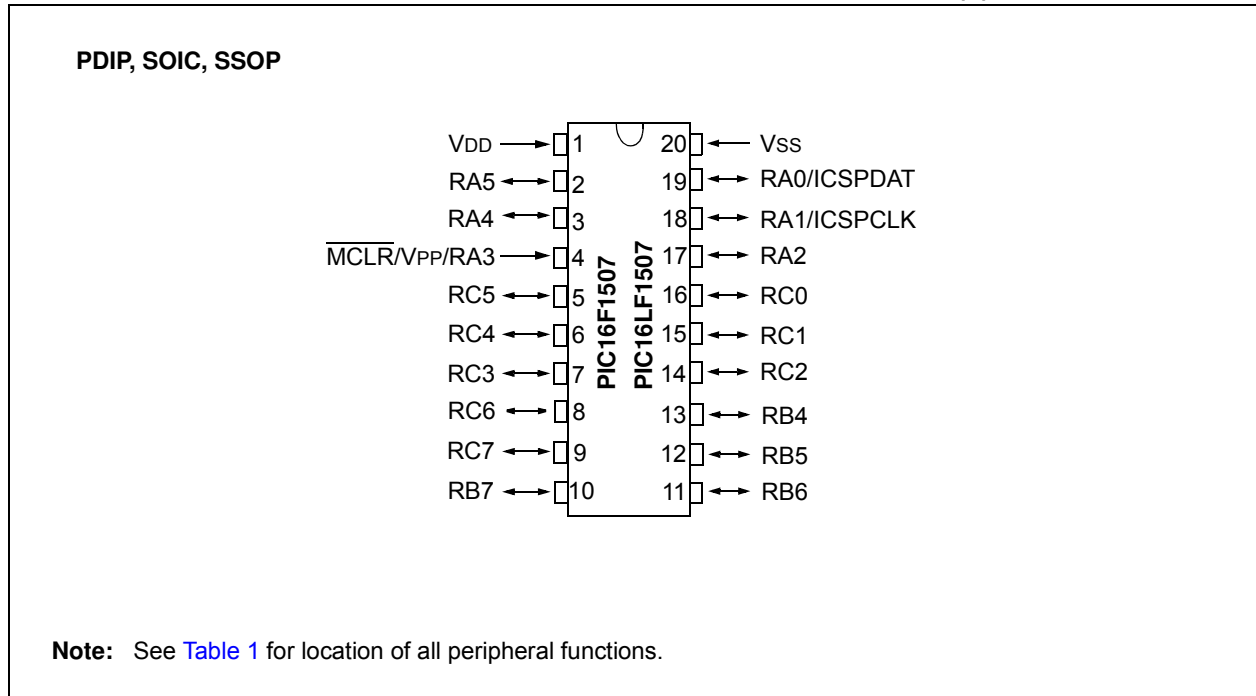 PDIP, SOIC, SSOP
VDD 1 20 VSS
RA5 2 19 RA0/ICSPDAT
RA4 3 18 RA1/ICSPCLK
MCLR/VPP/RA3 4 17 RA2
RC5 5 16 RC0
RC4 6 15 RC1
RC3 7 14 RC2
RC6 8 13 RB4
RC7 9 12 RB5
RB7 10 11 RB6
PIC16F1507
PIC16LF1507
Note: See Table 1 for location of all peripheral functions.